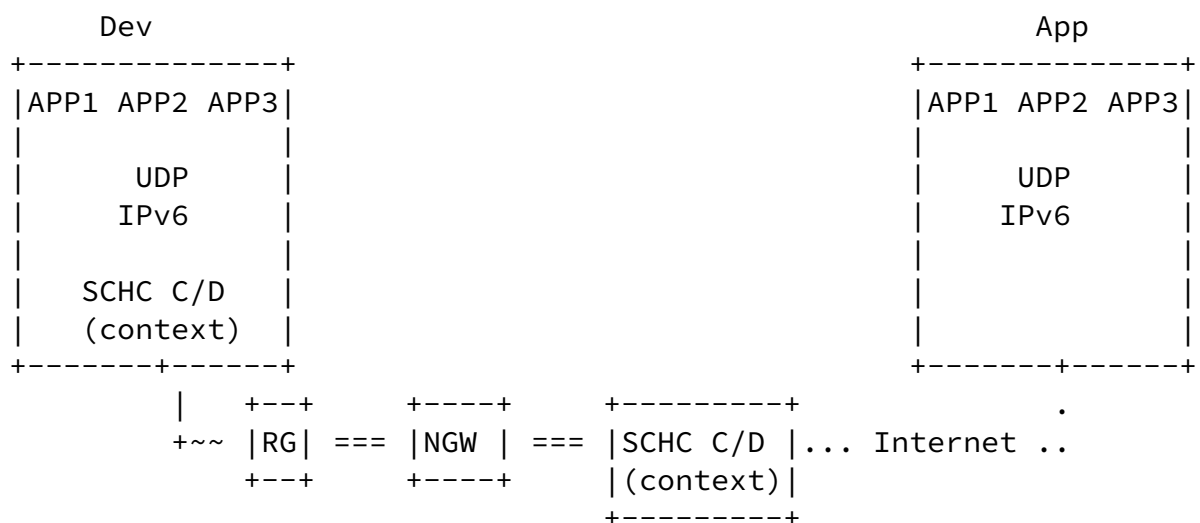 Dev App
APP1 APP2 APP3 APP1 APP2 APP3
UDP UDP
IPv6 IPv6
SCHC C/D
(context)
+~~ |RG| === |NGW | === |SCHC C/D |... Internet ..
|(context)|